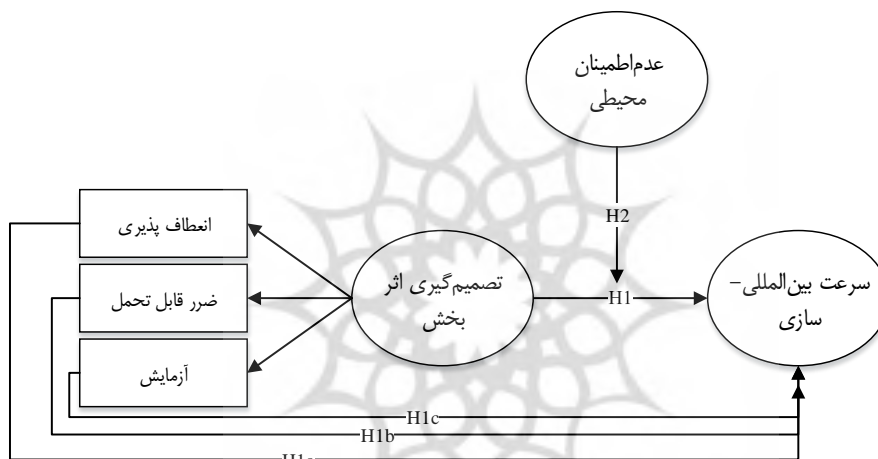 عدم‌اطمینان
محیطی
H2
انعطاف پذیری
ضرر قابل تحمل
آزمایش
تصمیم‌گیری اثر
بخش
H1
سرعت بین‌المللی-
سازی
H1c
H1b